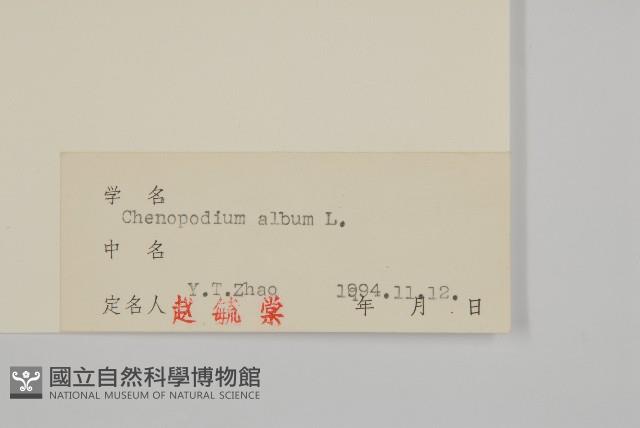 学 名
Chenopodium album L.
中 名
Y.T.Zhao 1994.11.12.
定名人 赵 毓 棠 年 月 日
國立自然科學博物館
NATIONAL MUSEUM OF NATURAL SCIENCE